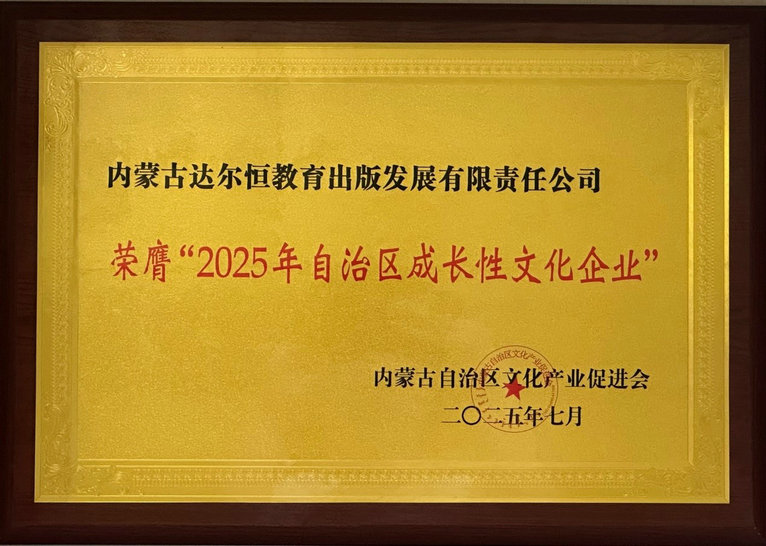 内蒙古达尔恒教育出版发展有限责任公司
荣膺“2025年自治区成长性文化企业”
内蒙古自治区文化产业促进会
二〇二五年七月